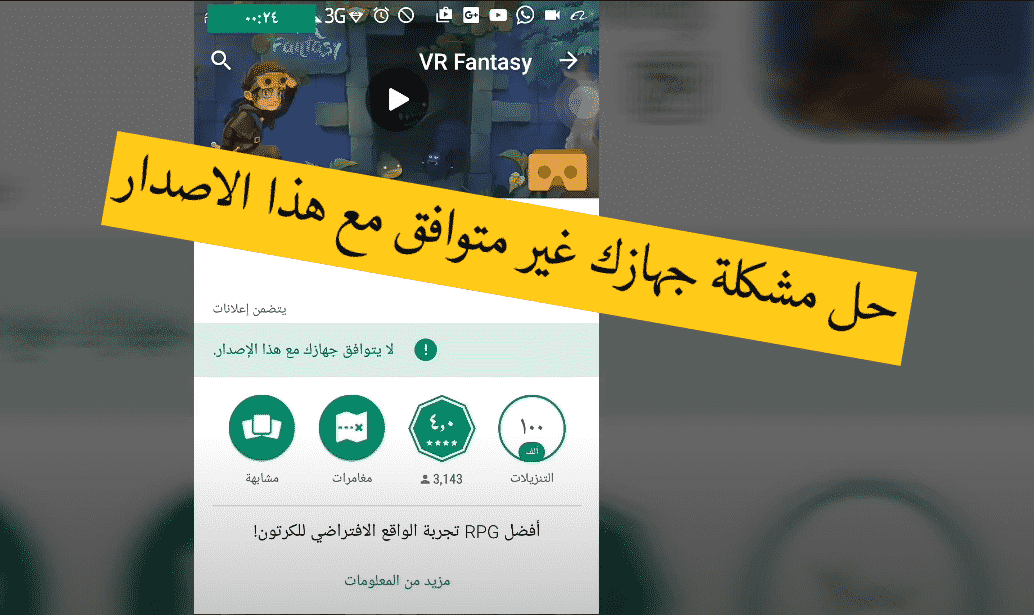 ٠٠:٢٤
3G
Fantasy
VR Fantasy
حل مشكلة جهازك غير متوافق مع هذا الاصدار
يتضمن إعلانات
لا يتوافق جهازك مع هذا الإصدار.
١٠٠
ألف
التنزيلات
٤,٠
3,143
مغامرات
مشابهة
أفضل RPG تجربة الواقع الافتراضي للكرتون!
مزيد من المعلومات